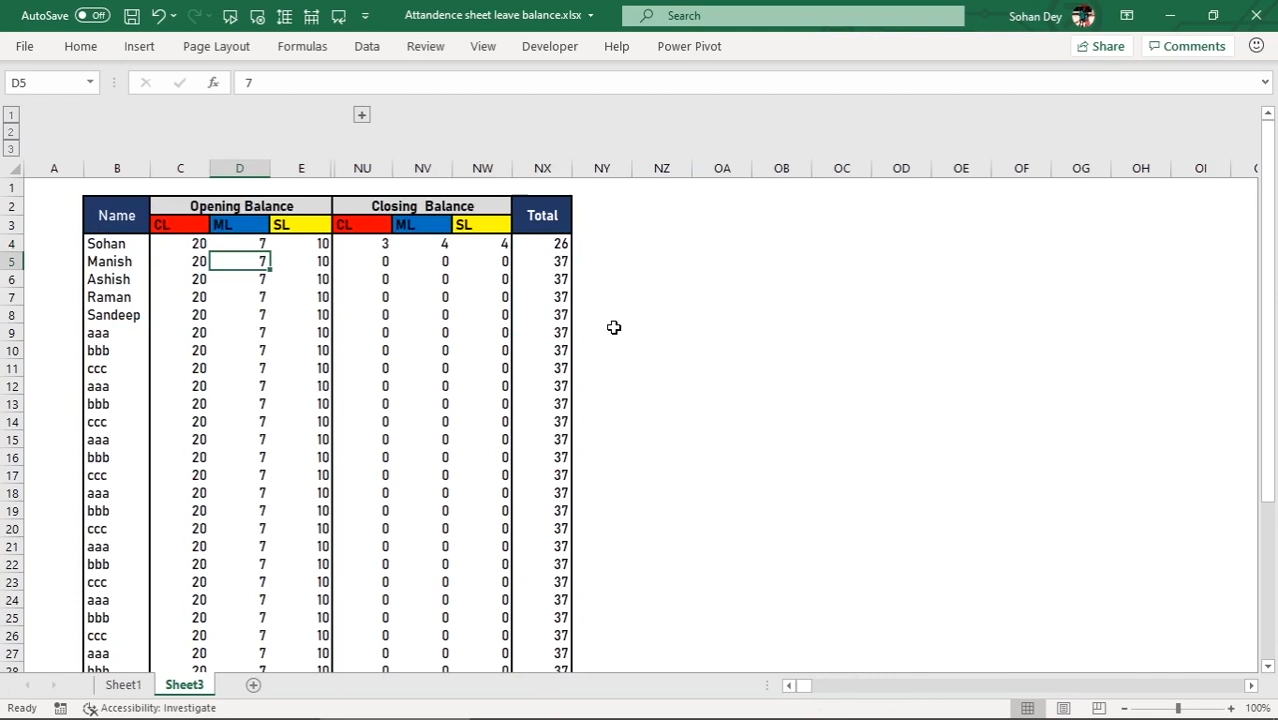 AutoSave Off Attandence sheet leave balance.xlsx Search Sohan Dey
File Home Insert Page Layout Formulas Data Review View Developer Help Power Pivot Share Comments
D5 fx 7
1
2
3
+
A B C D E NU NV NW NX NY NZ OA OB OC OD OE OF OG OH OI
1
2 Name Opening Balance Closing Balance Total
3 CL ML SL CL ML SL
4 Sohan 20 7 10 3 4 4 26
5 Manish 20 7 10 0 0 0 37
6 Ashish 20 7 10 0 0 0 37
7 Raman 20 7 10 0 0 0 37
8 Sandeep 20 7 10 0 0 0 37
9 aaa 20 7 10 0 0 0 37
10 bbb 20 7 10 0 0 0 37
11 ccc 20 7 10 0 0 0 37
12 aaa 20 7 10 0 0 0 37
13 bbb 20 7 10 0 0 0 37
14 ccc 20 7 10 0 0 0 37
15 aaa 20 7 10 0 0 0 37
16 bbb 20 7 10 0 0 0 37
17 ccc 20 7 10 0 0 0 37
18 aaa 20 7 10 0 0 0 37
19 bbb 20 7 10 0 0 0 37
20 ccc 20 7 10 0 0 0 37
21 aaa 20 7 10 0 0 0 37
22 bbb 20 7 10 0 0 0 37
23 ccc 20 7 10 0 0 0 37
24 aaa 20 7 10 0 0 0 37
25 bbb 20 7 10 0 0 0 37
26 ccc 20 7 10 0 0 0 37
27 aaa 20 7 10 0 0 0 37
28 bbb 20 7 10 0 0 0 37
Sheet1 Sheet3
Ready Accessibility: Investigate 100%